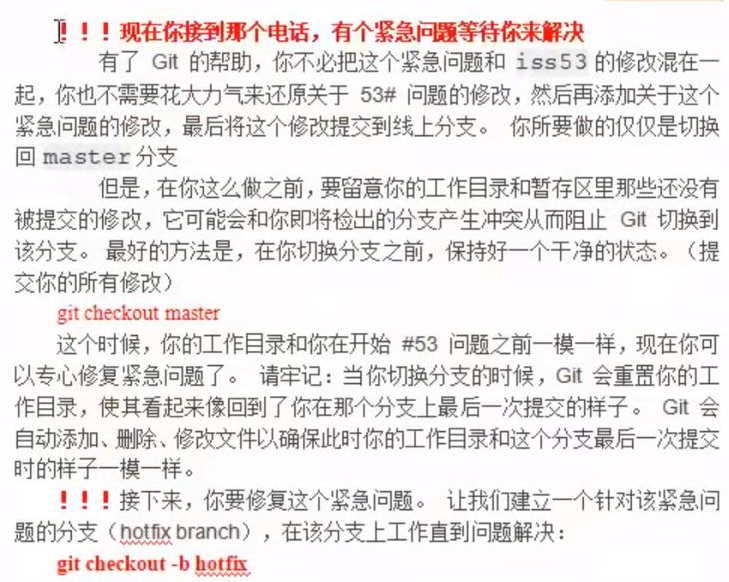 ！！！现在你接到那个电话，有个紧急问题等待你来解决
有了 Git 的帮助，你不必把这个紧急问题和 iss53 的修改混在一
起，你也不需要花大力气来还原关于 53# 问题的修改，然后再添加关于这个
紧急问题的修改，最后将这个修改提交到线上分支。 你所要做的仅仅是切换
回 master 分支
但是，在你这么做之前，要留意你的工作目录和暂存区里那些还没有
被提交的修改，它可能会和你即将检出的分支产生冲突从而阻止 Git 切换到
该分支。 最好的方法是，在你切换分支之前，保持好一个干净的状态。（提
交你的所有修改）
git checkout master
这个时候，你的工作目录和你在开始 #53 问题之前一模一样，现在你可
以专心修复紧急问题了。 请牢记：当你切换分支的时候，Git 会重置你的工
作目录，使其看起来像回到了你在那个分支上最后一次提交的样子。 Git 会
自动添加、删除、修改文件以确保此时你的工作目录和这个分支最后一次提交
时的样子一模一样。
！！！接下来，你要修复这个紧急问题。 让我们建立一个针对该紧急问
题的分支（hotfix branch），在该分支上工作直到问题解决：
git checkout -b hotfix